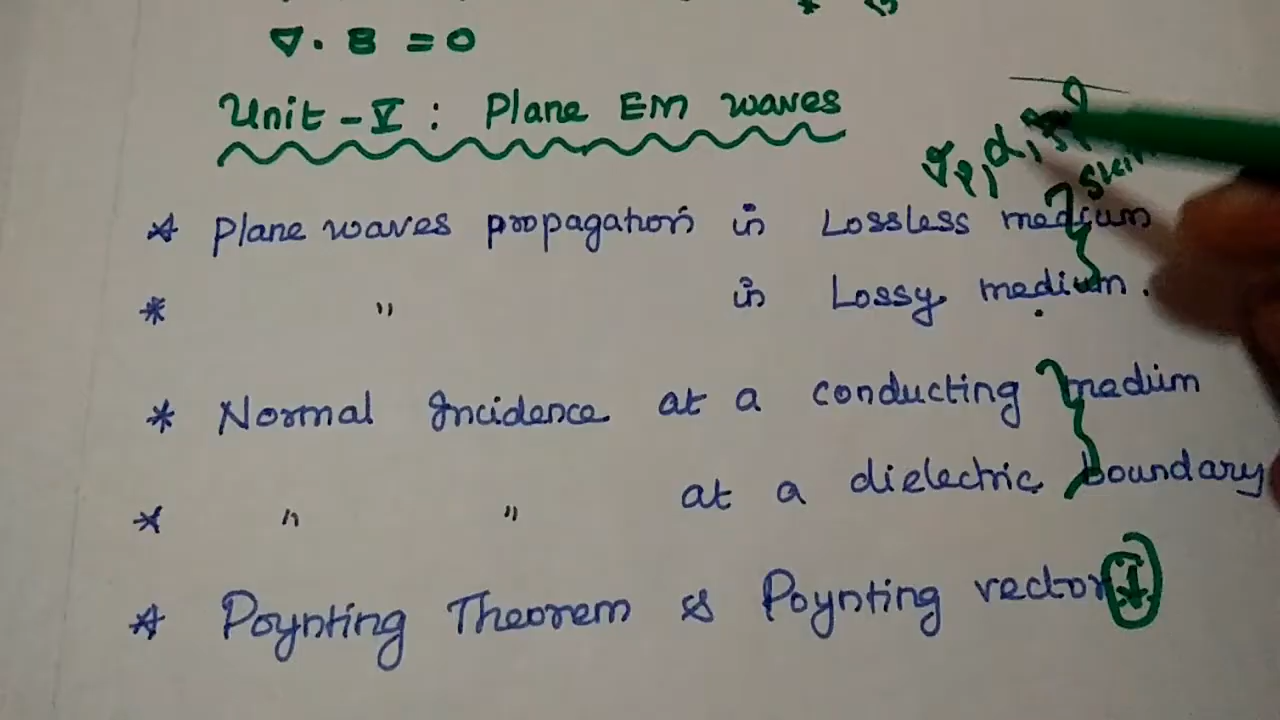 ∇ · B = 0
Unit - V : Plane EM waves
* Plane waves propagation in Lossless medium
* " in Lossy medium.
* Normal Incidence at a conducting medium
* " " at a dielectric boundary
* Poynting Theorem & Poynting vector